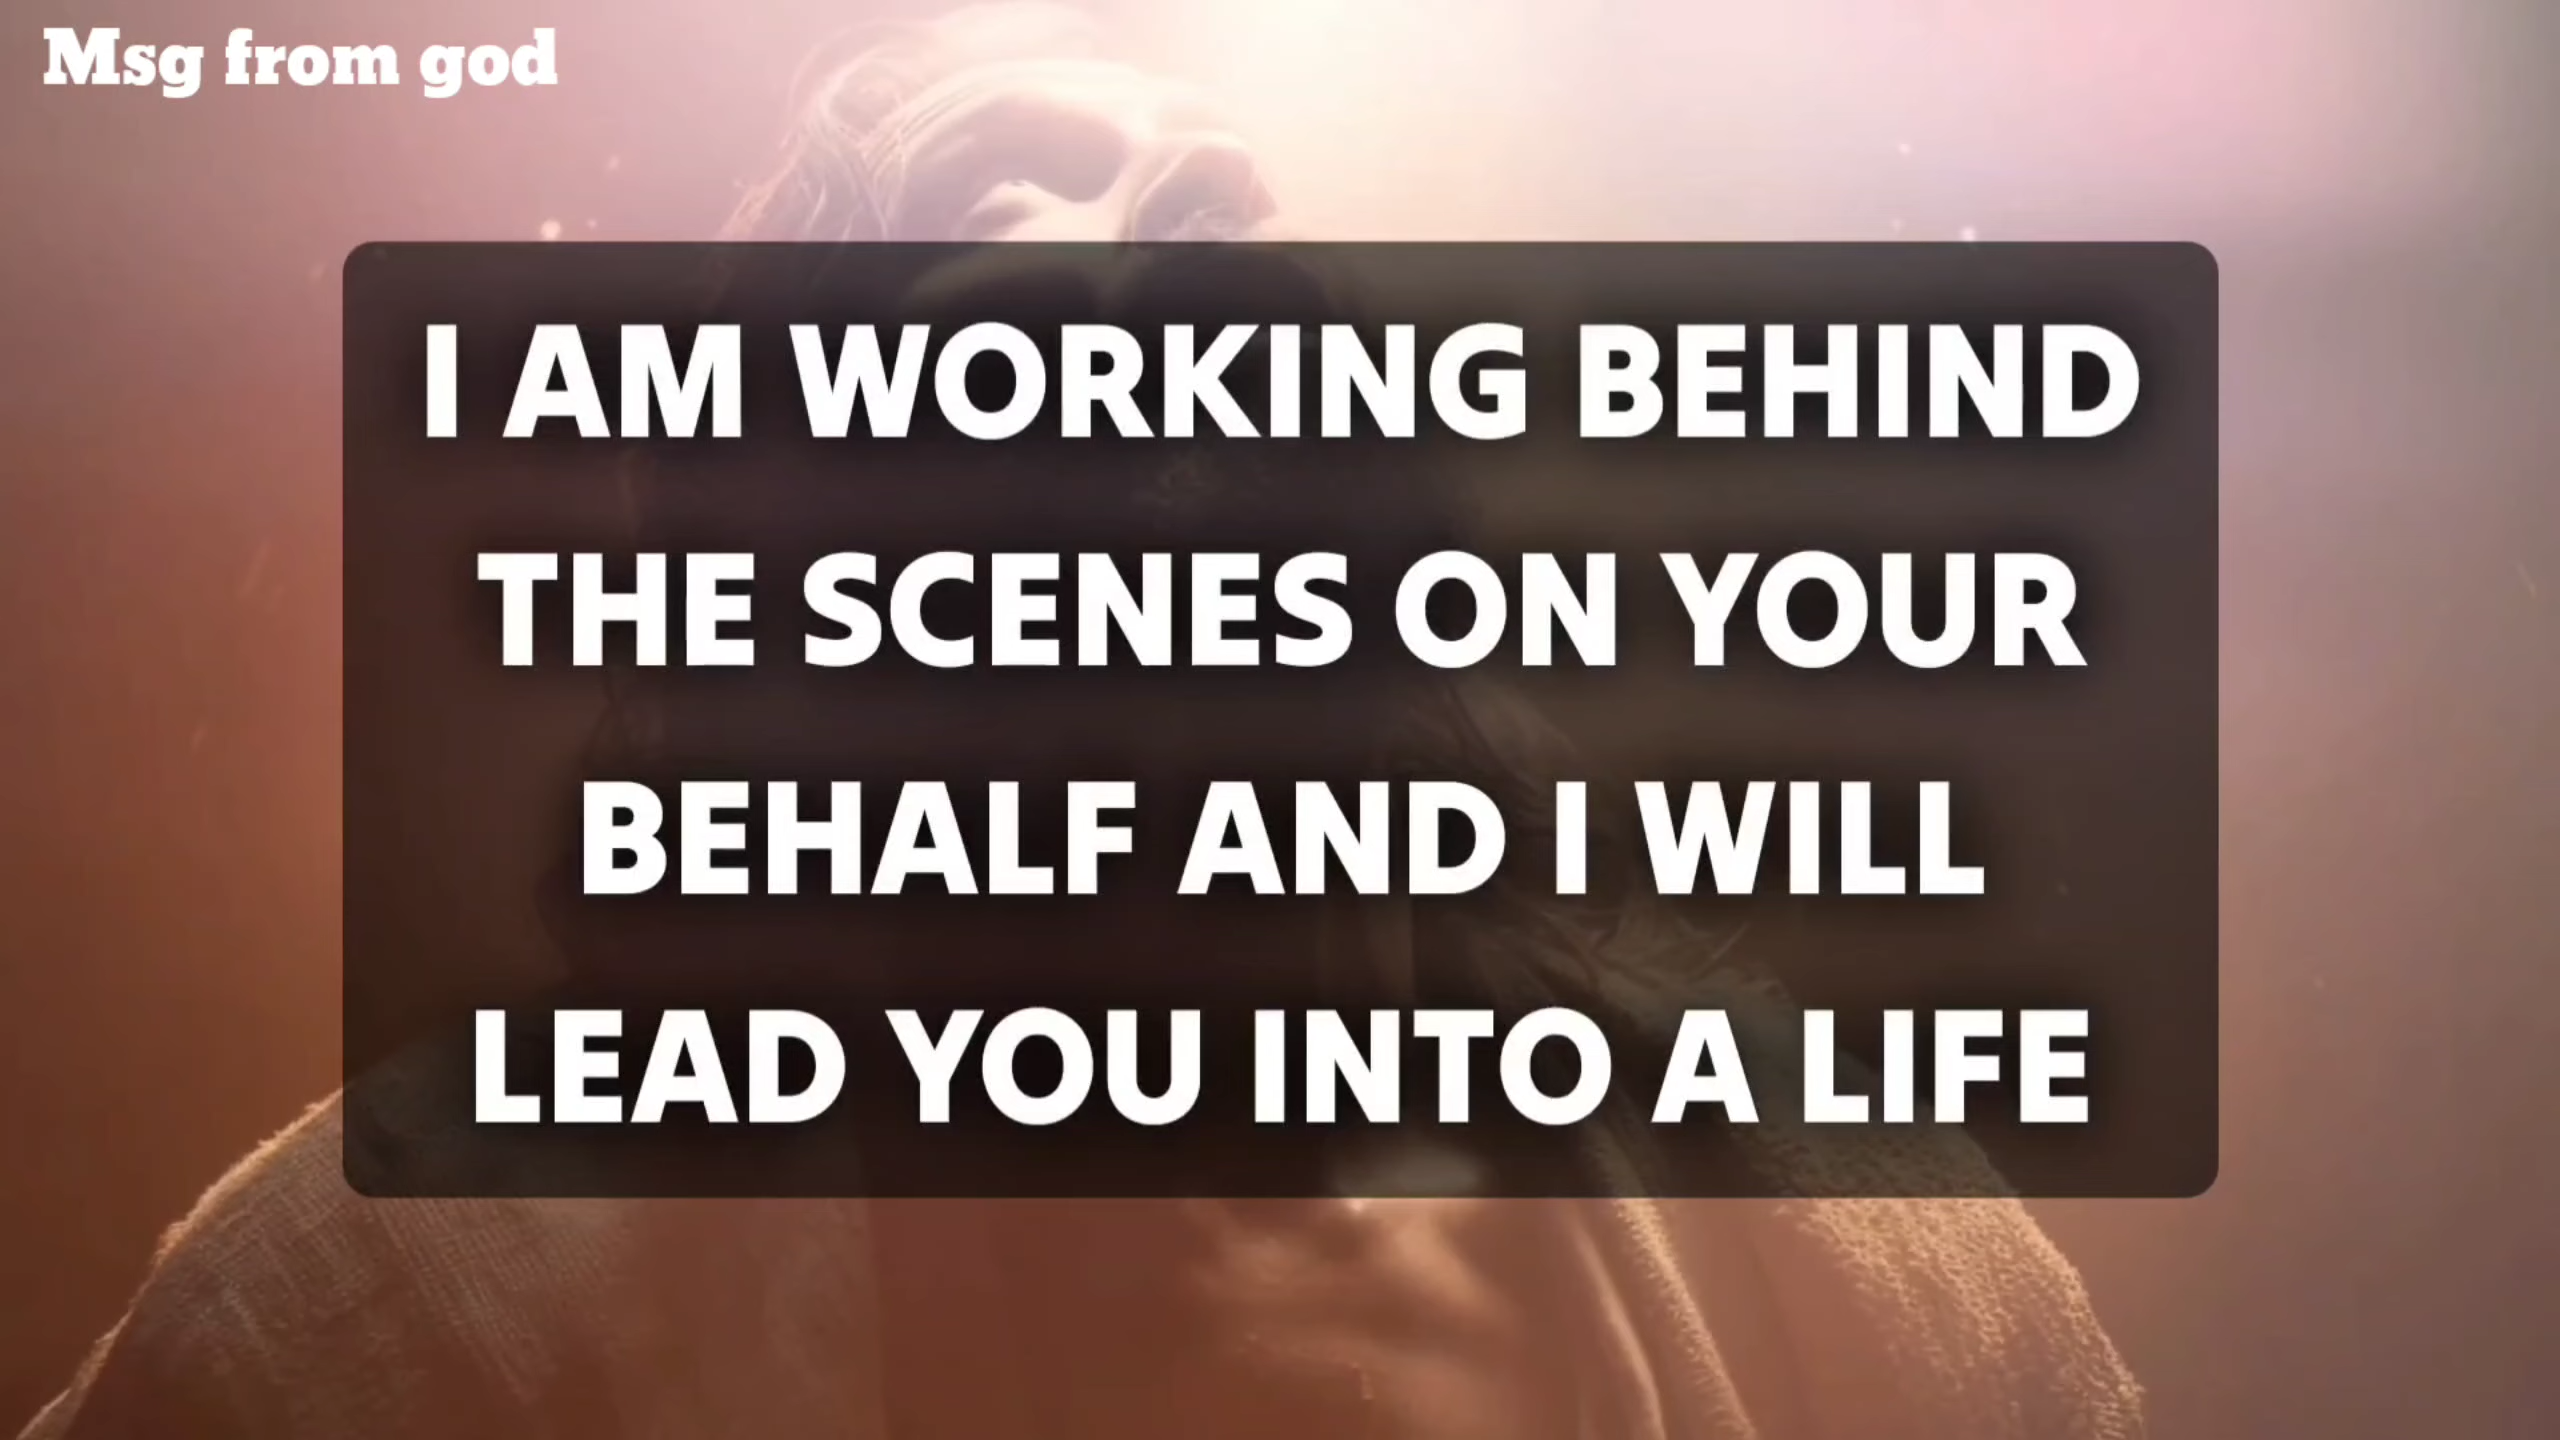 Msg from god
I AM WORKING BEHIND
THE SCENES ON YOUR
BEHALF AND I WILL
LEAD YOU INTO A LIFE